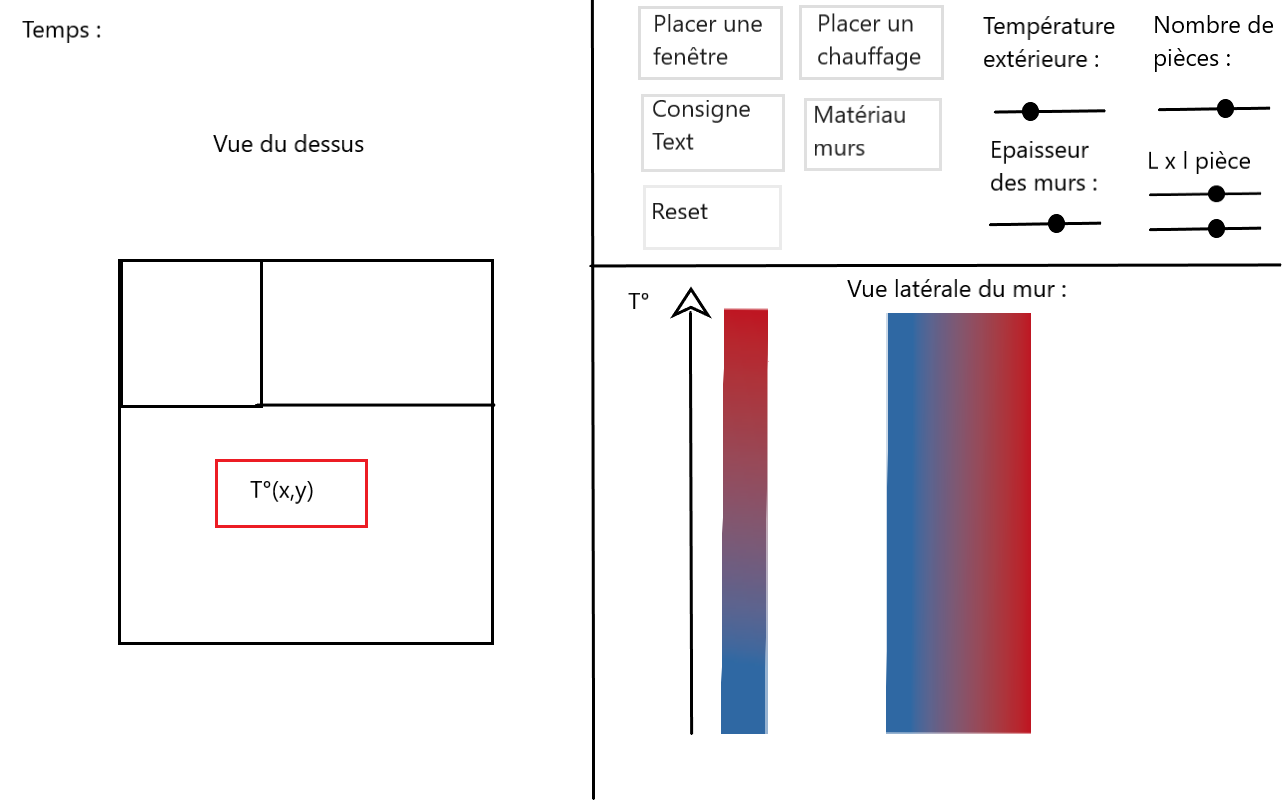 Temps :
Vue du dessus
T°(x,y)
Placer une
fenêtre
Placer un
chauffage
Température
extérieure :
Nombre de
pièces :
Consigne
Text
Matériau
murs
Epaisseur
des murs :
L x l pièce
Reset
T°
Vue latérale du mur :